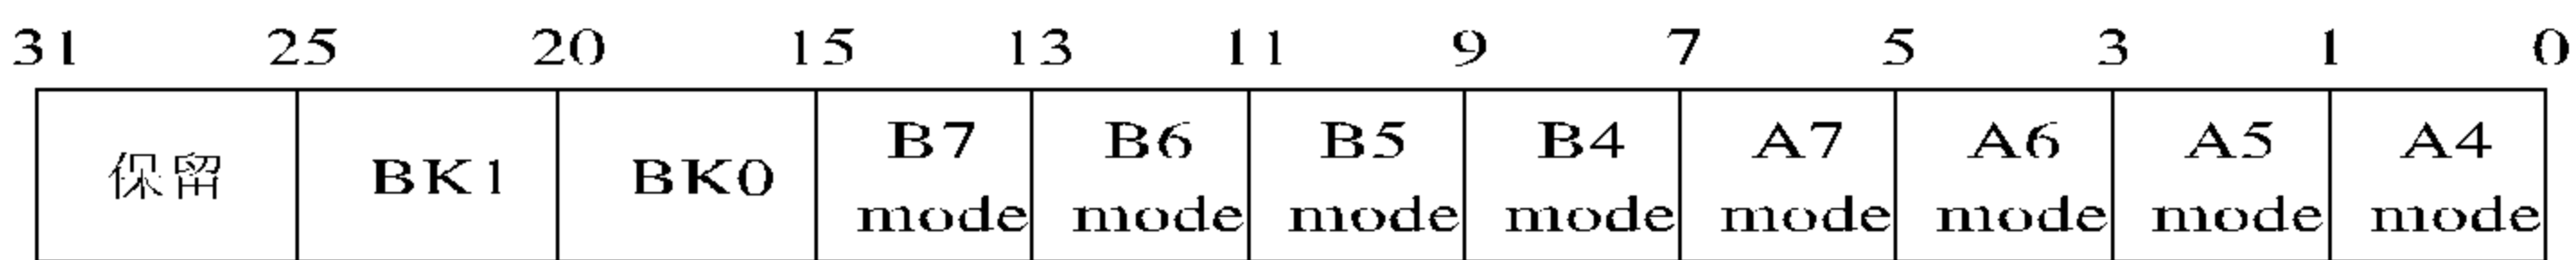 31 25 20 15 13 11 9 7 5 3 1 0
保留 BK1 BK0 B7 mode B6 mode B5 mode B4 mode A7 mode A6 mode A5 mode A4 mode